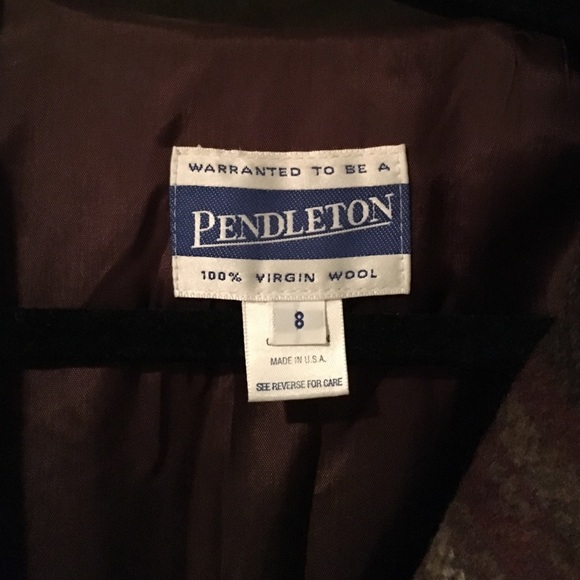 WARRANTED TO BE A
PENDLETON
100% VIRGIN WOOL
8
MADE IN U.S.A.
SEE REVERSE FOR CARE